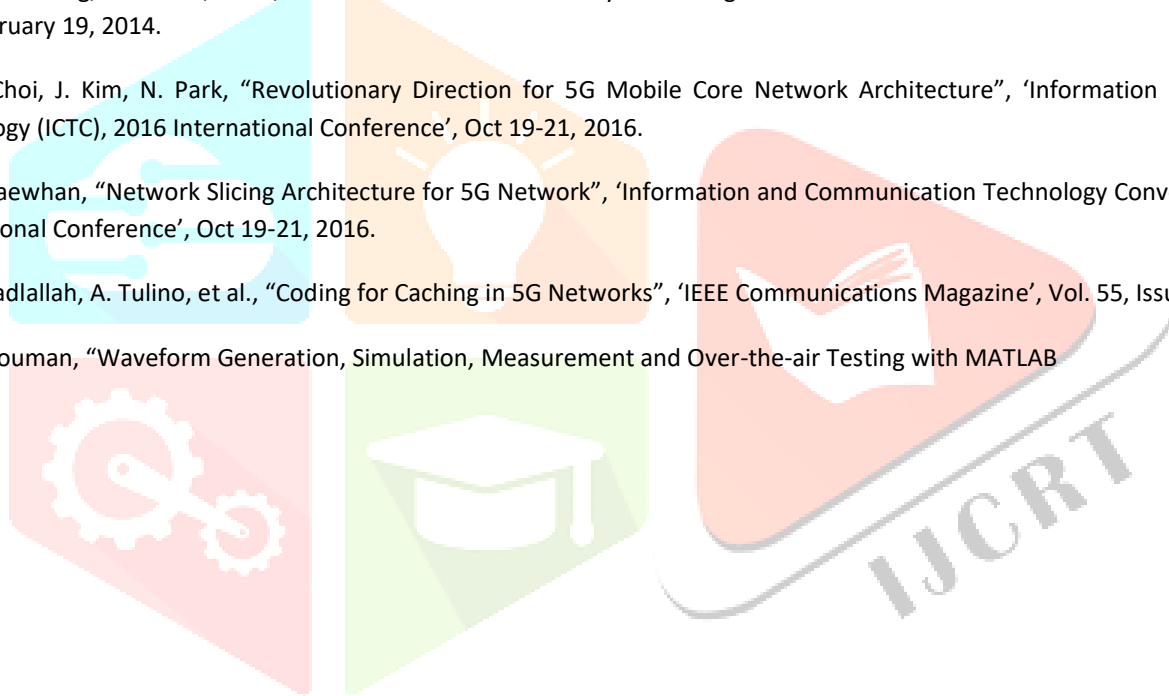 ruary 19, 2014.
Choi, J. Kim, N. Park, “Revolutionary Direction for 5G Mobile Core Network Architecture”, ‘Information
ogy (ICTC), 2016 International Conference’, Oct 19-21, 2016.
aewhan, “Network Slicing Architecture for 5G Network”, ‘Information and Communication Technology Conv
ional Conference’, Oct 19-21, 2016.
adlallah, A. Tulino, et al., “Coding for Caching in 5G Networks”, ‘IEEE Communications Magazine’, Vol. 55, Issu
ouman, “Waveform Generation, Simulation, Measurement and Over-the-air Testing with MATLAB
IJCRT